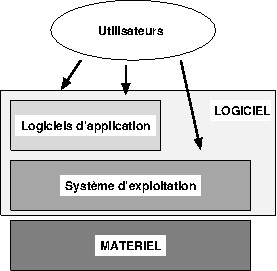 Utilisateurs
LOGICIEL
Logiciels d'application
Système d'exploitation
MATERIEL